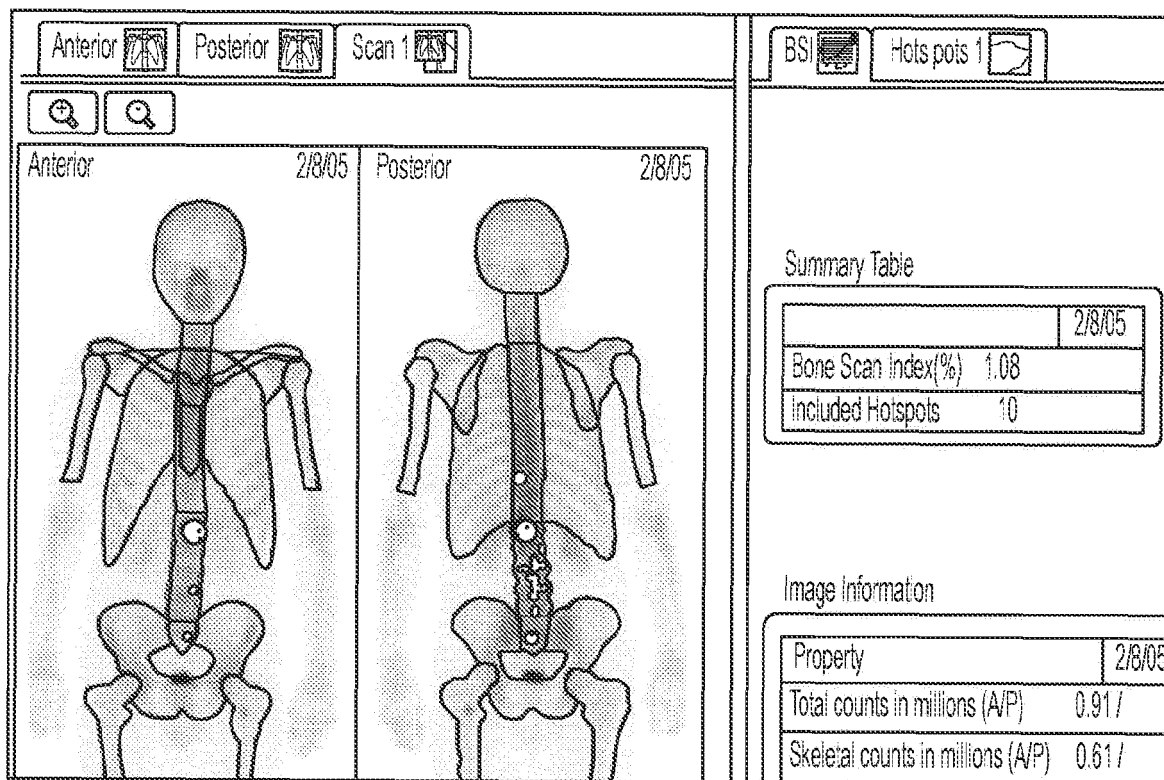 Anterior Posterior Scan 1
Anterior 2/8/05 Posterior 2/8/05
BSI Hots pots 1
Summary Table
2/8/05
Bone Scan Index(%) 1.08
Included Hotspots 10
Image Information
Property 2/8/05
Total counts in millions (A/P) 0.91 /
Skeletal counts in millions (A/P) 0.61 /